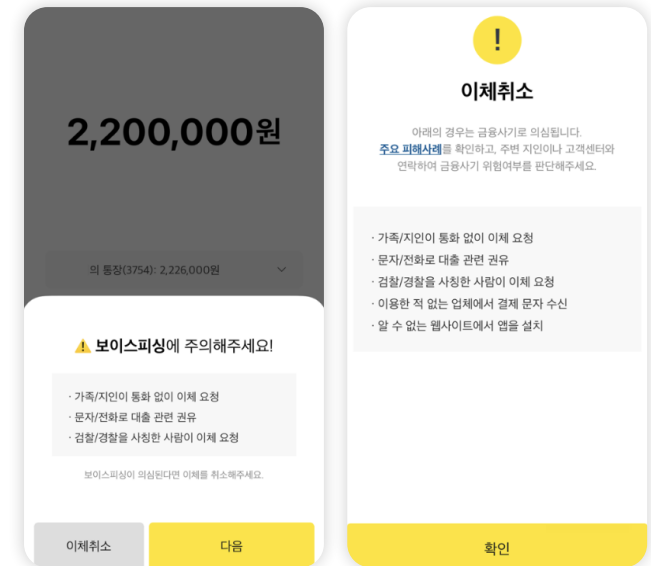 2,200,000원
의 통장(3754): 2,226,000원
보이스피싱에 주의해주세요!
· 가족/지인이 통화 없이 이체 요청
· 문자/전화로 대출 관련 권유
· 검찰/경찰을 사칭한 사람이 이체 요청
보이스피싱이 의심된다면 이체를 취소해주세요.
이체취소
다음
!
이체취소
아래의 경우는 금융사기로 의심됩니다.
주요 피해사례를 확인하고, 주변 지인이나 고객센터와
연락하여 금융사기 위험여부를 판단해주세요.
· 가족/지인이 통화 없이 이체 요청
· 문자/전화로 대출 관련 권유
· 검찰/경찰을 사칭한 사람이 이체 요청
· 이용한 적 없는 업체에서 결제 문자 수신
· 알 수 없는 웹사이트에서 앱을 설치
확인